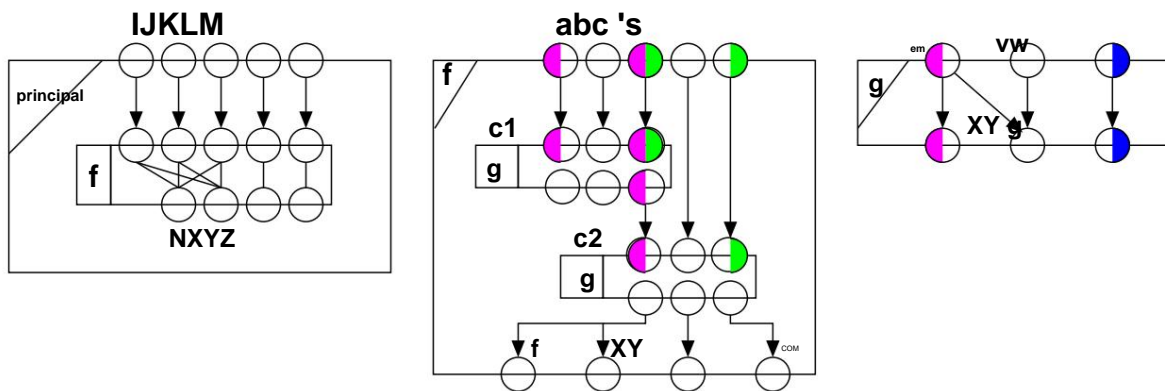 IJKLM
principal
f
NXYZ
abc 's
f
c1
g
c2
g
f
XY
COM
em
vw
g
XY g